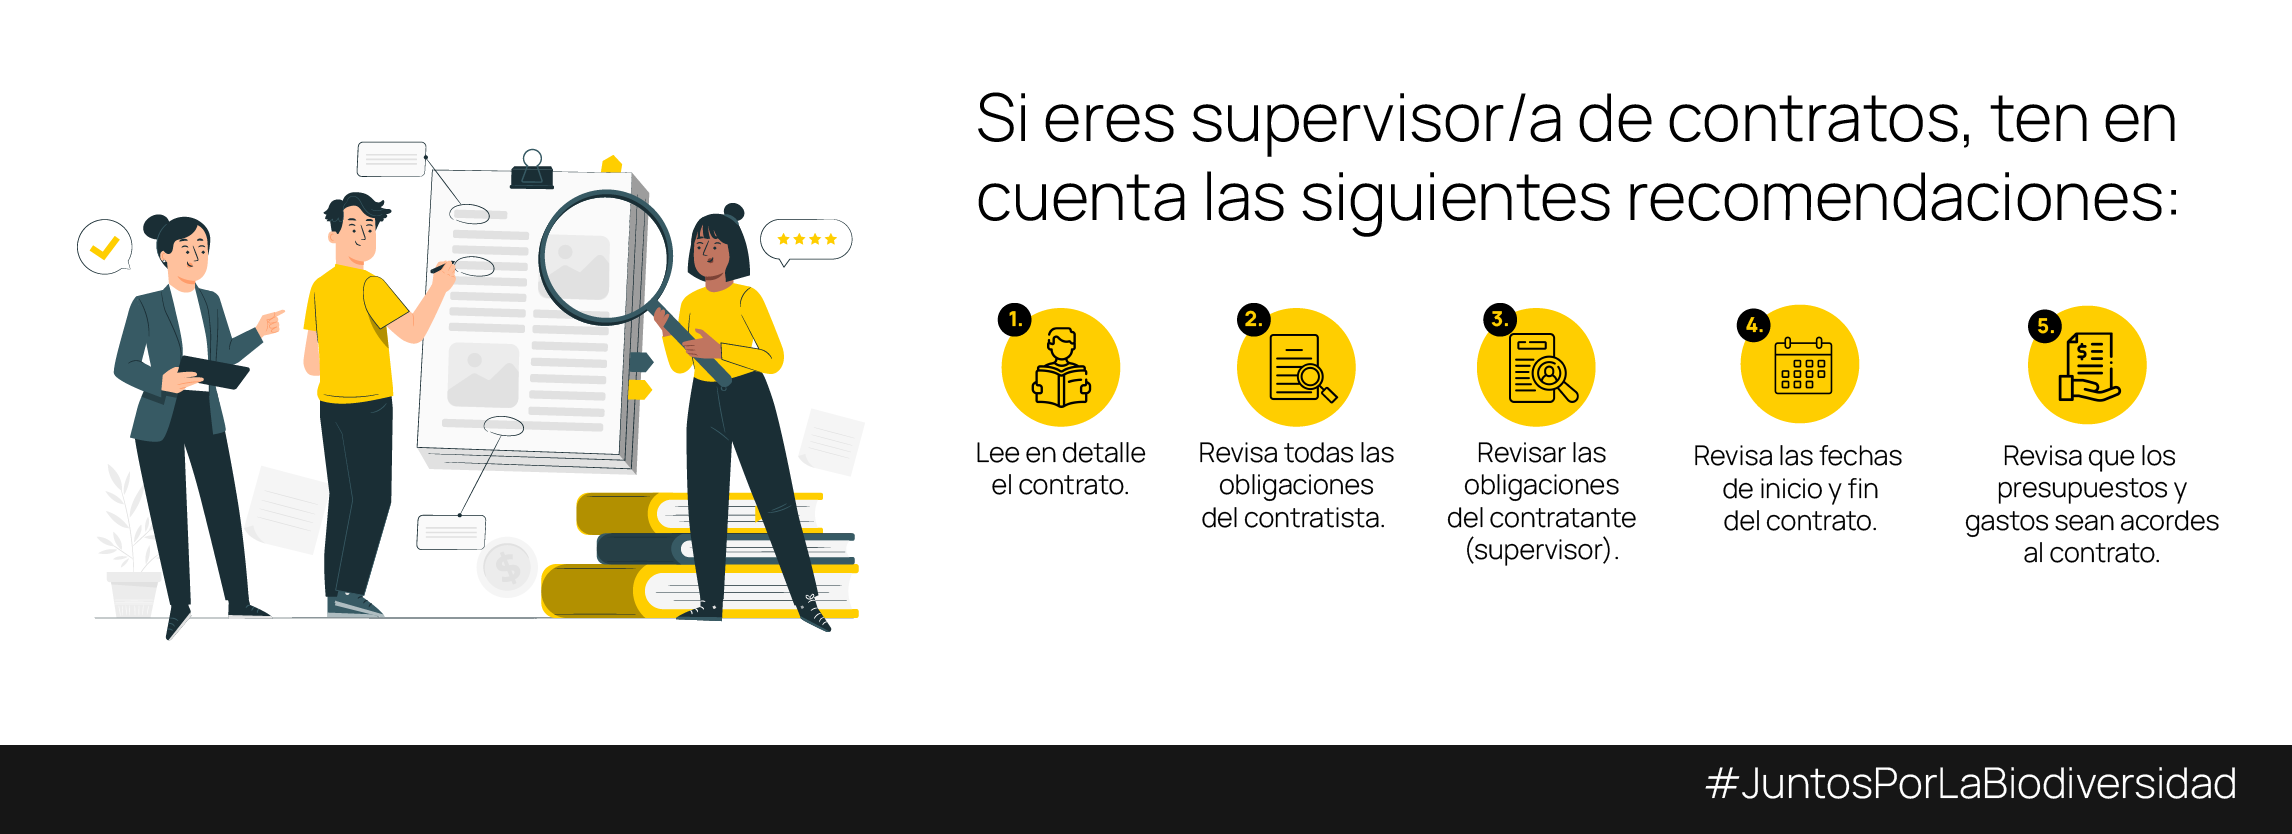 Si eres supervisor/a de contratos, ten en
cuenta las siguientes recomendaciones:
1.
Lee en detalle
el contrato.
2.
Revisa todas las
obligaciones
del contratista.
3.
Revisar las
obligaciones
del contratante
(supervisor).
4.
Revisa las fechas
de inicio y fin
del contrato.
5.
Revisa que los
presupuestos y
gastos sean acordes
al contrato.
#JuntosPorLaBiodiversidad